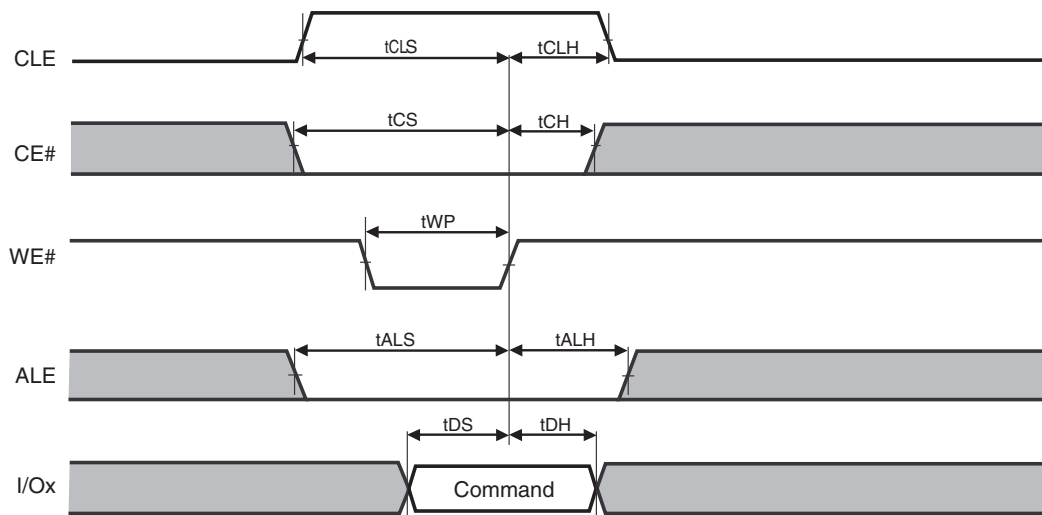 tCLS tCLH
CLE
tCS tCH
CE#
tWP
WE#
tALS tALH
ALE
tDS tDH
I/Ox Command